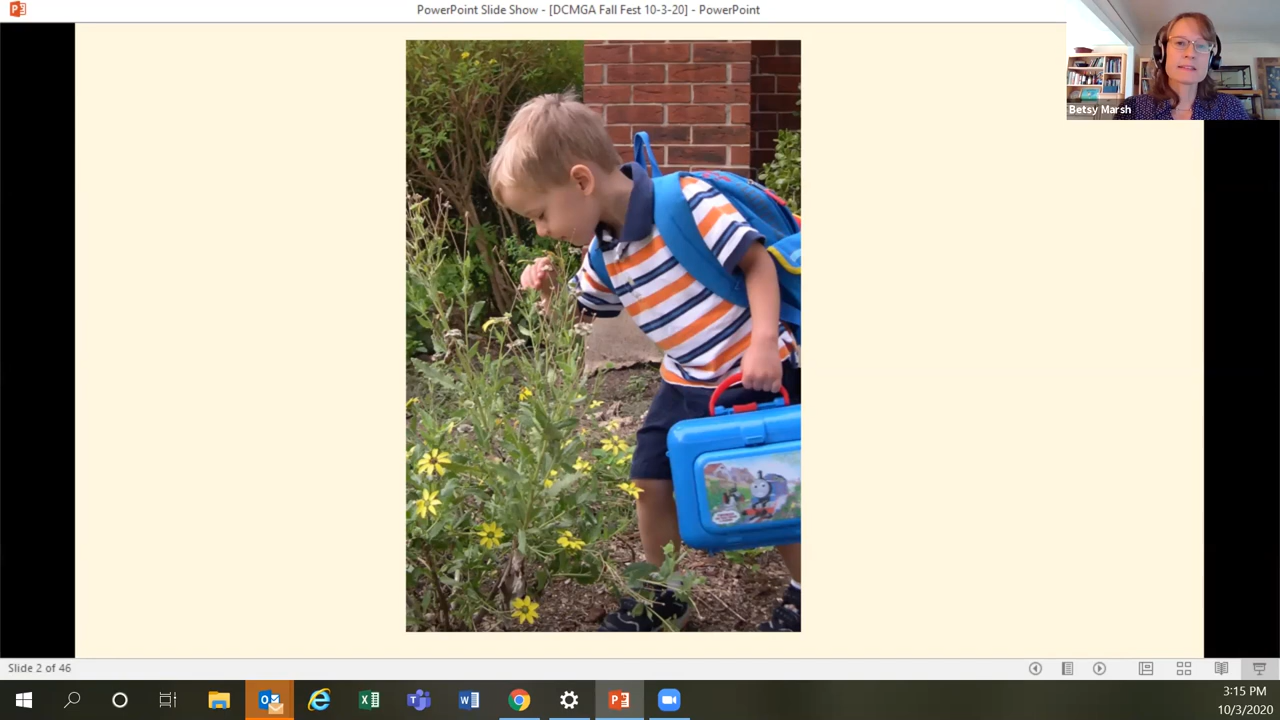 PowerPoint Slide Show - [DCMGA Fall Fest 10-3-20] - PowerPoint
Betsy Marsh
Slide 2 of 46
3:15 PM
10/3/2020